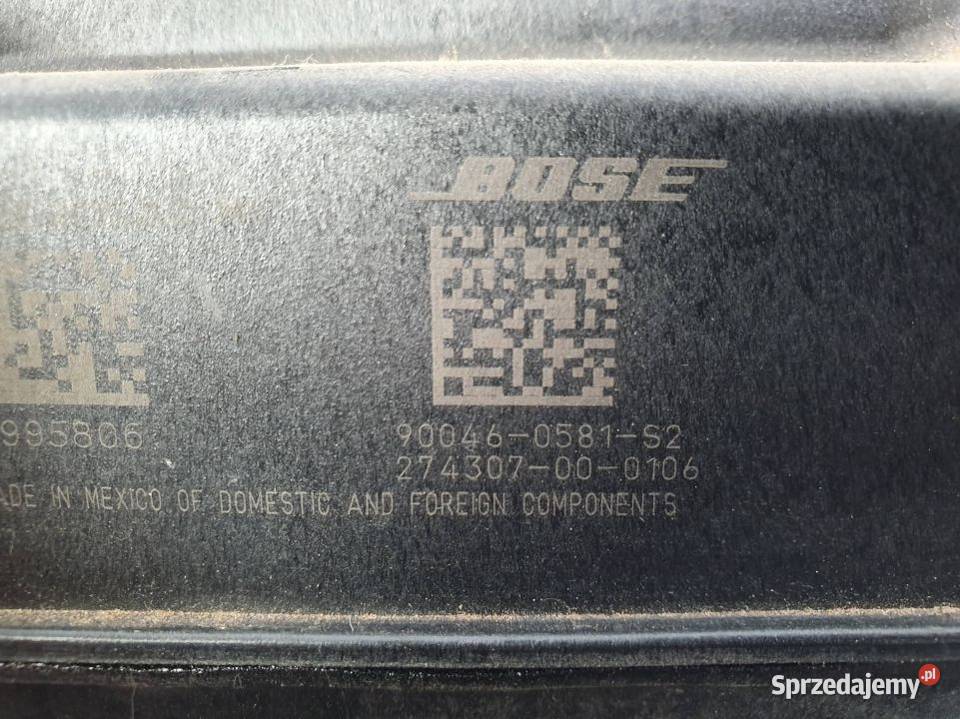 BOSE
995806
90046-0581-S2
274307-00-0106
ADE IN MEXICO OF DOMESTIC AND FOREIGN COMPONENTS
Sprzedajemy.pl